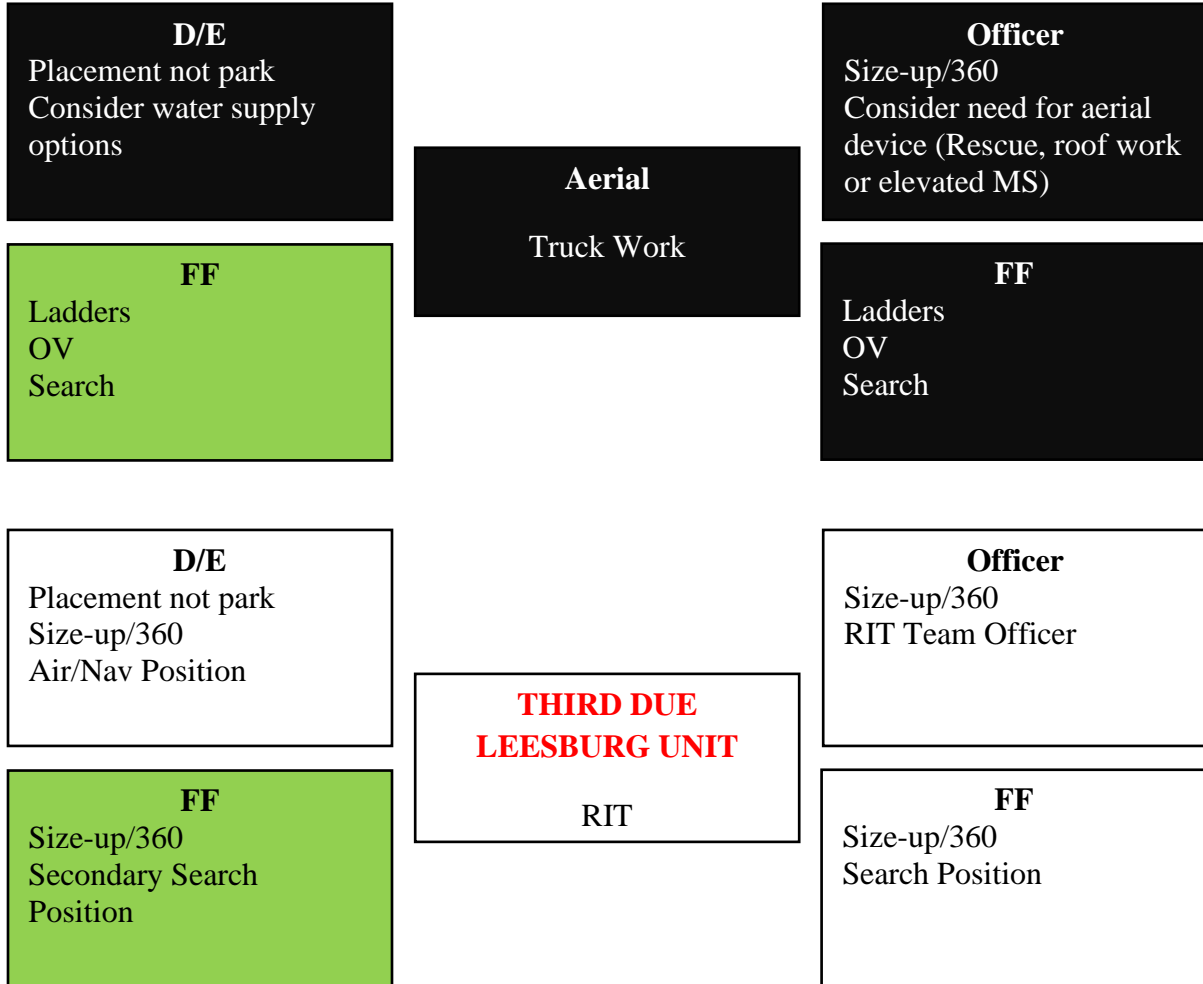 D/E
Placement not park
Consider water supply
options
Officer
Size-up/360
Consider need for aerial
device (Rescue, roof work
or elevated MS)
Aerial
Truck Work
FF
Ladders
OV
Search
FF
Ladders
OV
Search
D/E
Placement not park
Size-up/360
Air/Nav Position
Officer
Size-up/360
RIT Team Officer
THIRD DUE
LEESBURG UNIT
RIT
FF
Size-up/360
Secondary Search
Position
FF
Size-up/360
Search Position